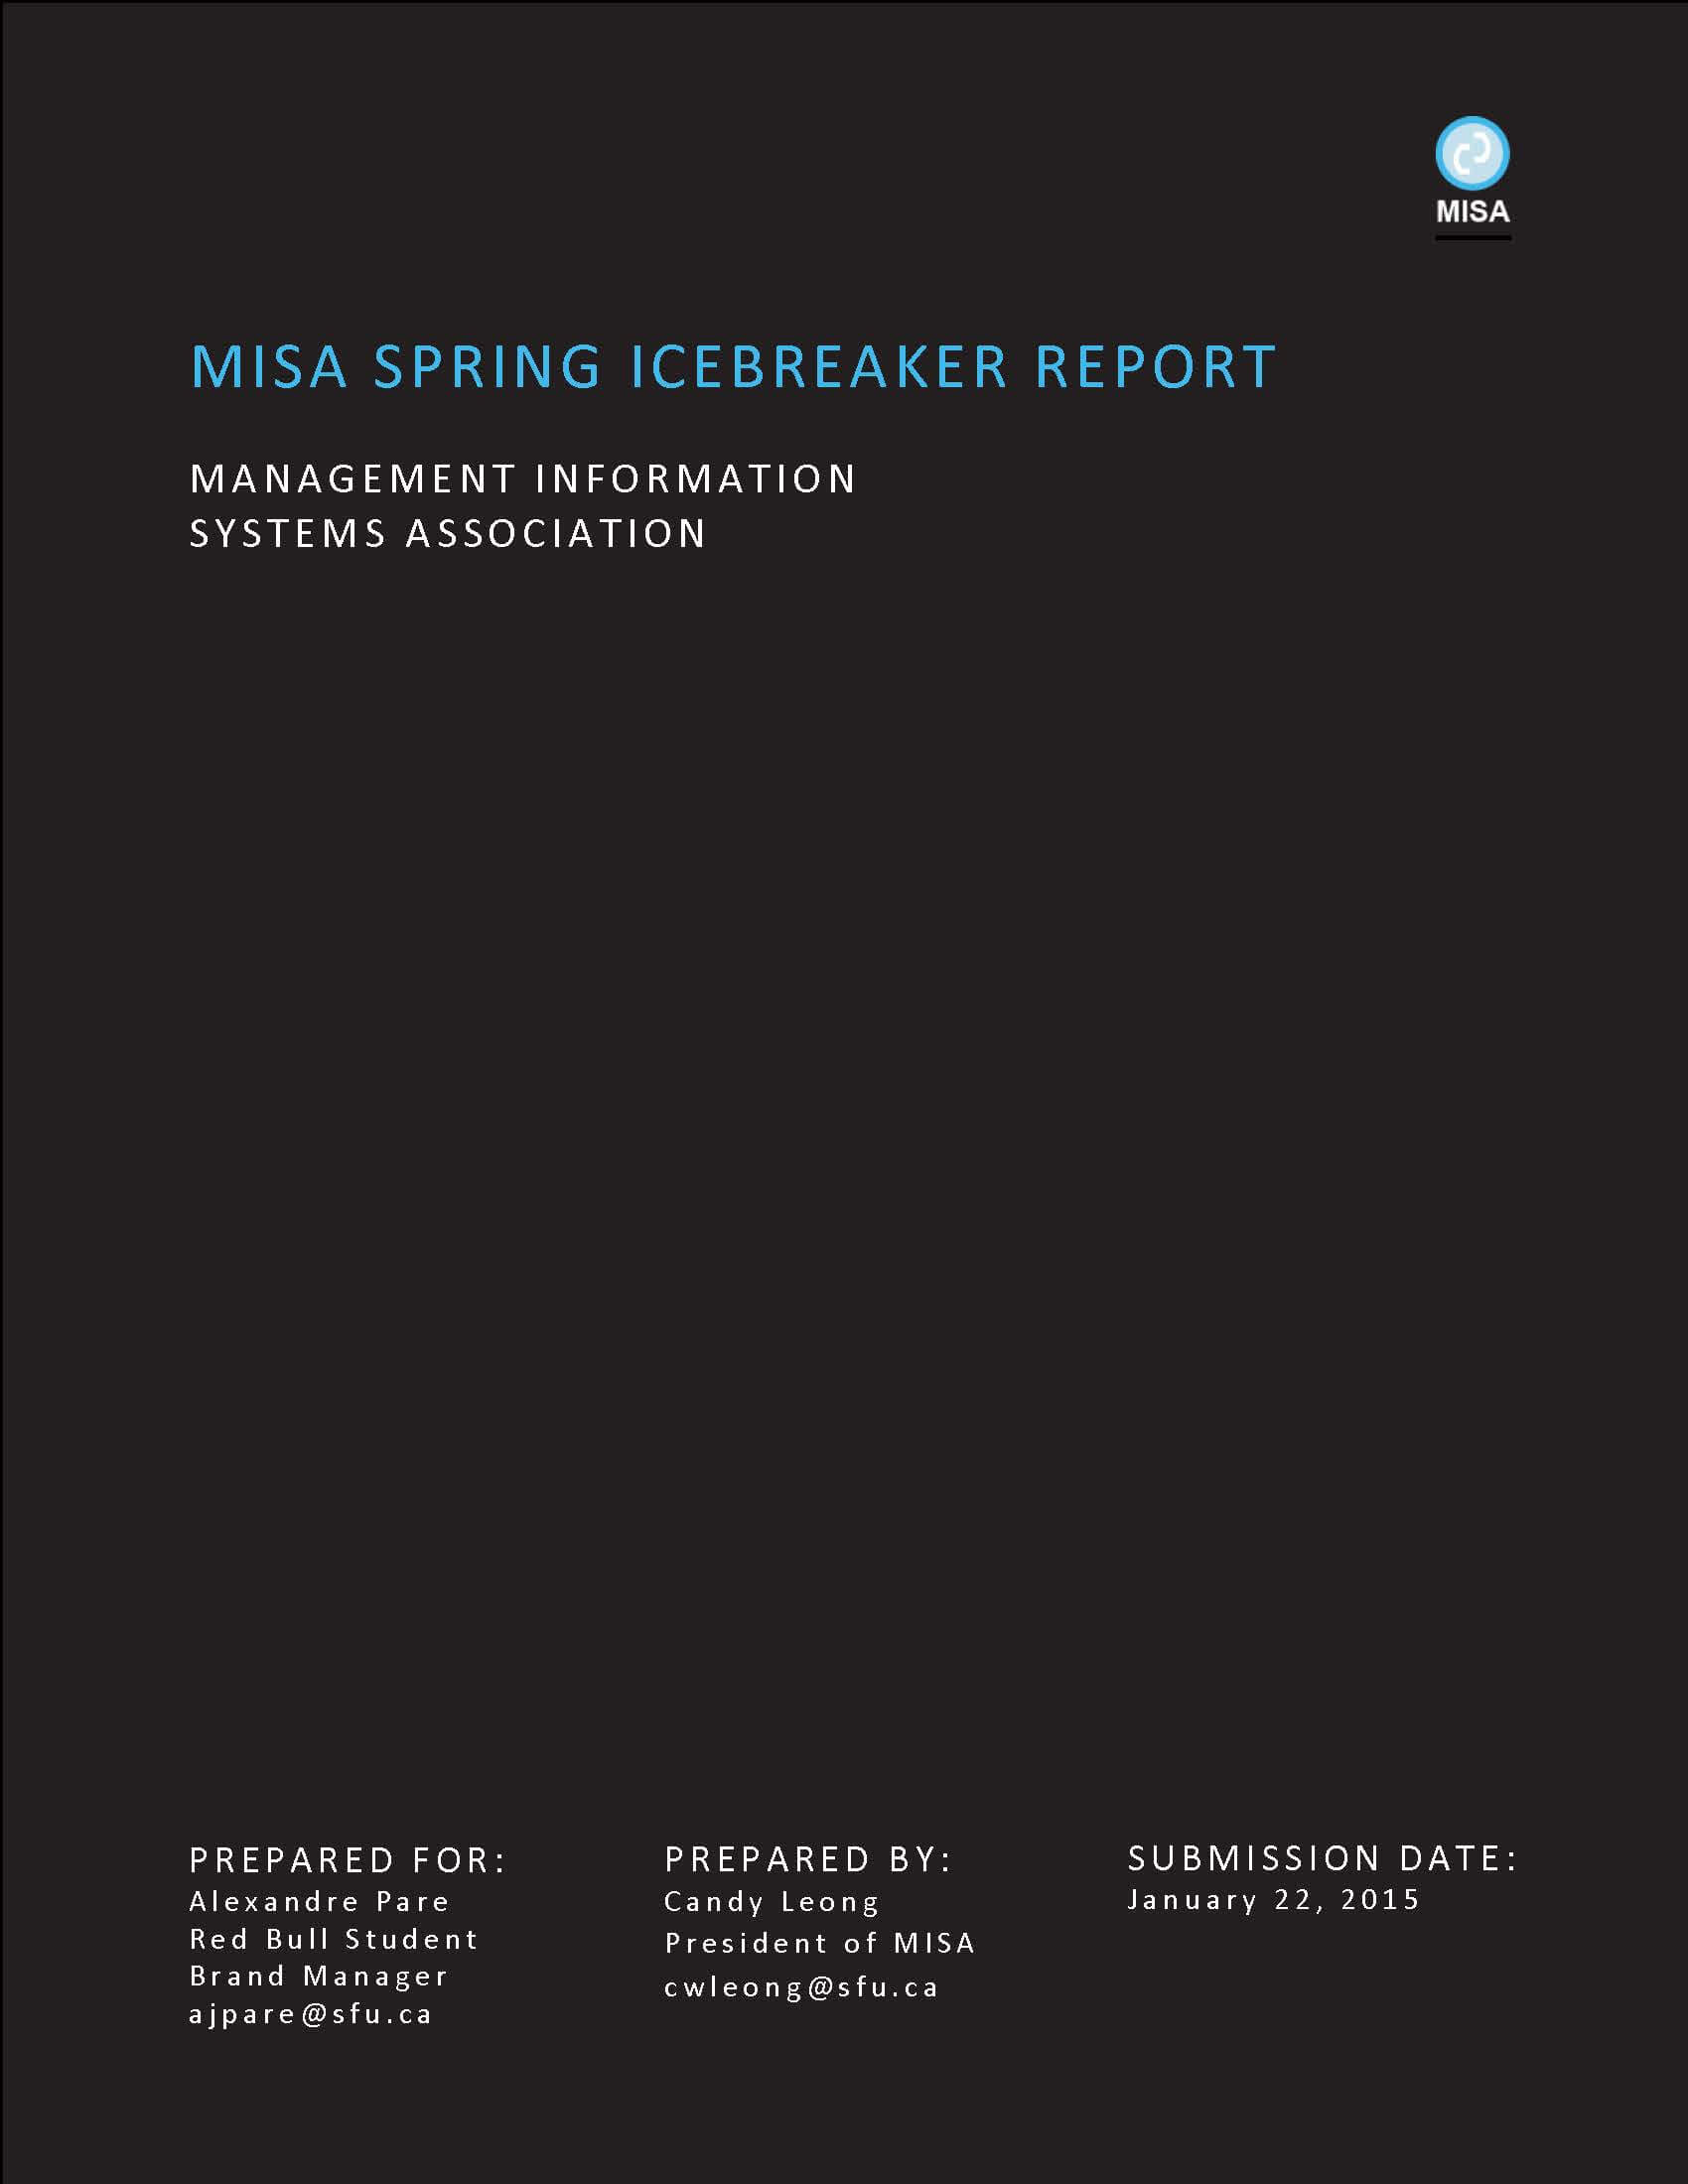 MISA
MISA SPRING ICEBREAKER REPORT
MANAGEMENT INFORMATION
SYSTEMS ASSOCIATION
PREPARED FOR:
Alexandre Pare
Red Bull Student
Brand Manager
ajpare@sfu.ca
PREPARED BY:
Candy Leong
President of MISA
cwleong@sfu.ca
SUBMISSION DATE:
January 22, 2015